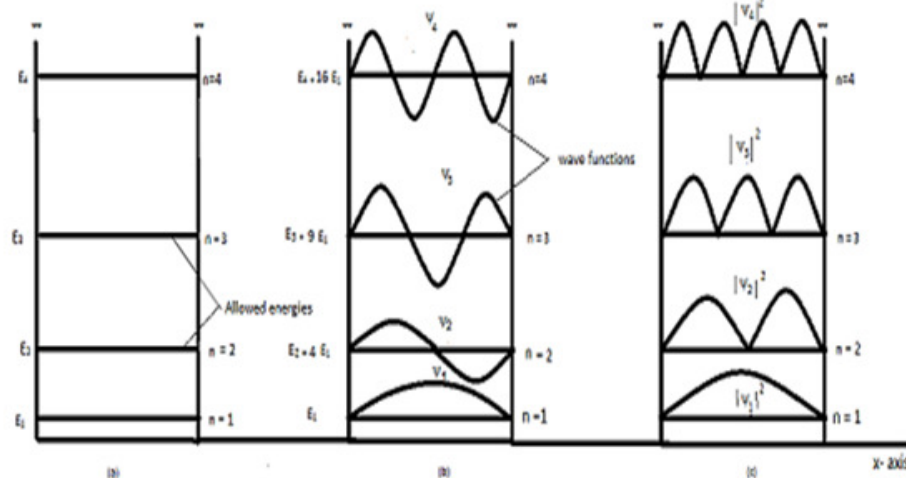 E₄
n=4
E₃
n=3
Allowed energies
E₂
n = 2
E₁
n=1
(a)
ψ₄
E₄ + 16 E₁
n=4
wave functions
ψ₃
E₃ + 9 E₁
n=3
ψ₂
E₂ + 4 E₁
n = 2
ψ₁
E₁
n=1
(b)
|ψ₄|²
n=4
|ψ₃|²
n=3
|ψ₂|²
n=2
|ψ₁|²
n = 1
(c)
x- axis